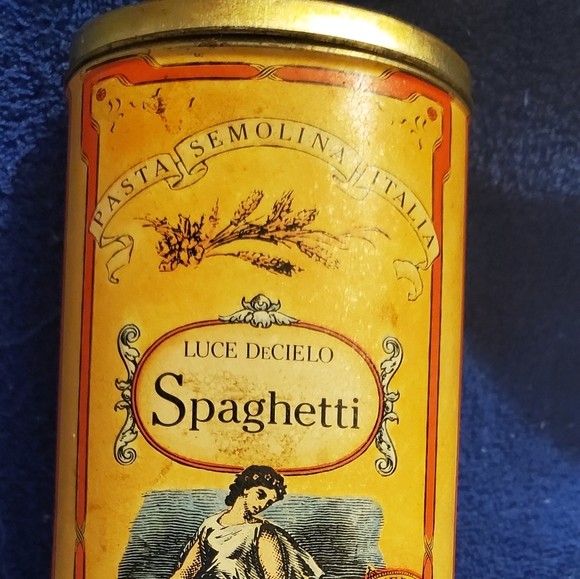 PASTA SEMOLINA ITALIA
LUCE DECIELO
Spaghetti